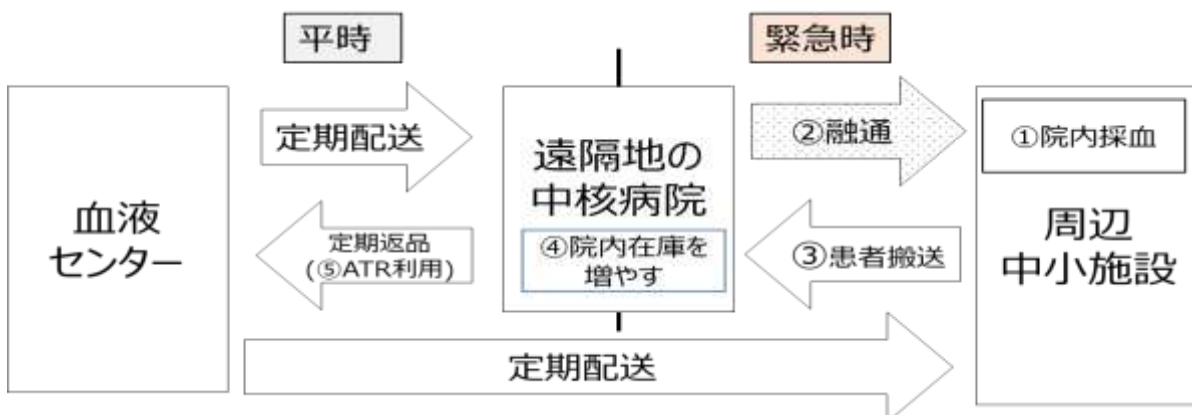 平時
緊急時
定期配送
②融通
①院内採血
遠隔地の
中核病院
血液
センター
定期返品
(⑤ATR利用)
④院内在庫を
増やす
③患者搬送
周辺
中小施設
定期配送